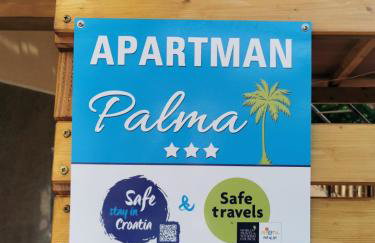 APARTMAN
Palma
Safe
stay in
Croatia
&
Safe
travels